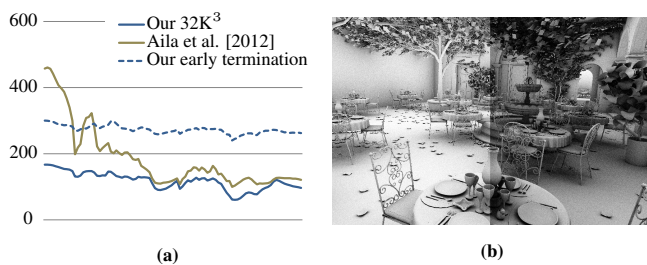 600
Our 32K³
Aila et al. [2012]
Our early termination
400
200
0
(a)
(b)